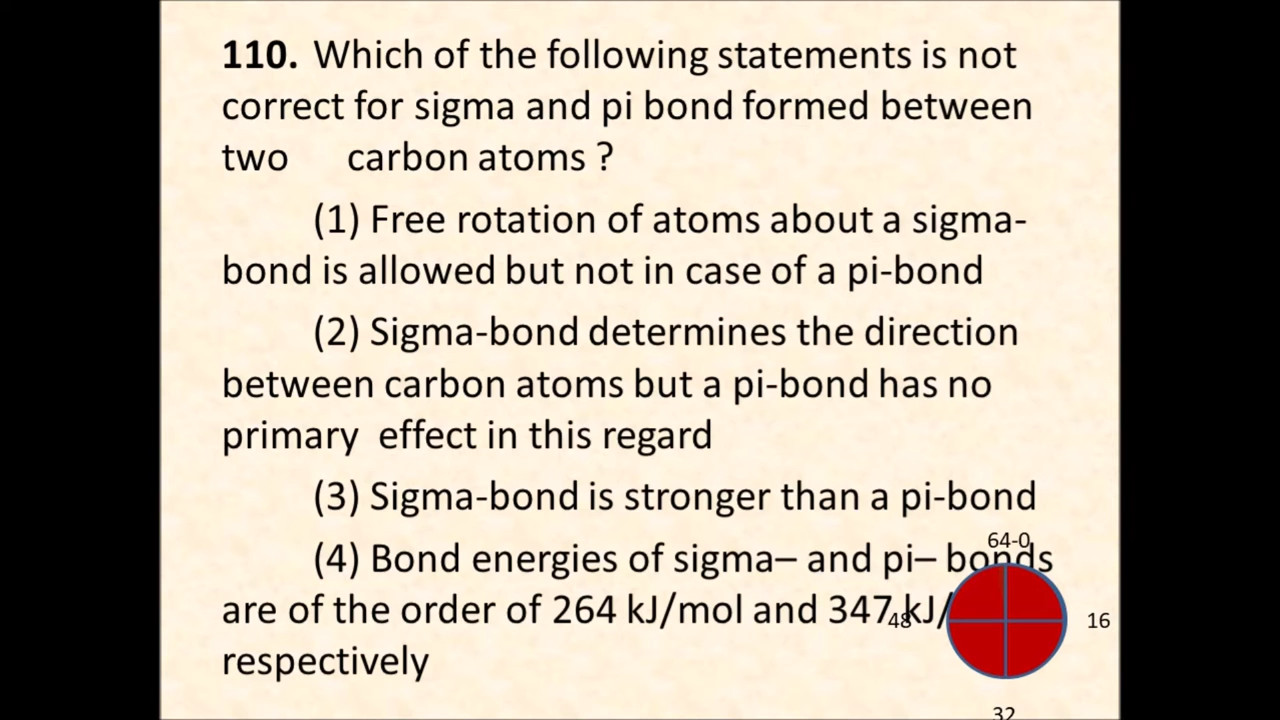 110. Which of the following statements is not
correct for sigma and pi bond formed between
two carbon atoms ?
(1) Free rotation of atoms about a sigma-
bond is allowed but not in case of a pi-bond
(2) Sigma-bond determines the direction
between carbon atoms but a pi-bond has no
primary effect in this regard
(3) Sigma-bond is stronger than a pi-bond
64-0
(4) Bond energies of sigma– and pi– bonds
are of the order of 264 kJ/mol and 347 kJ/
48
16
respectively
32